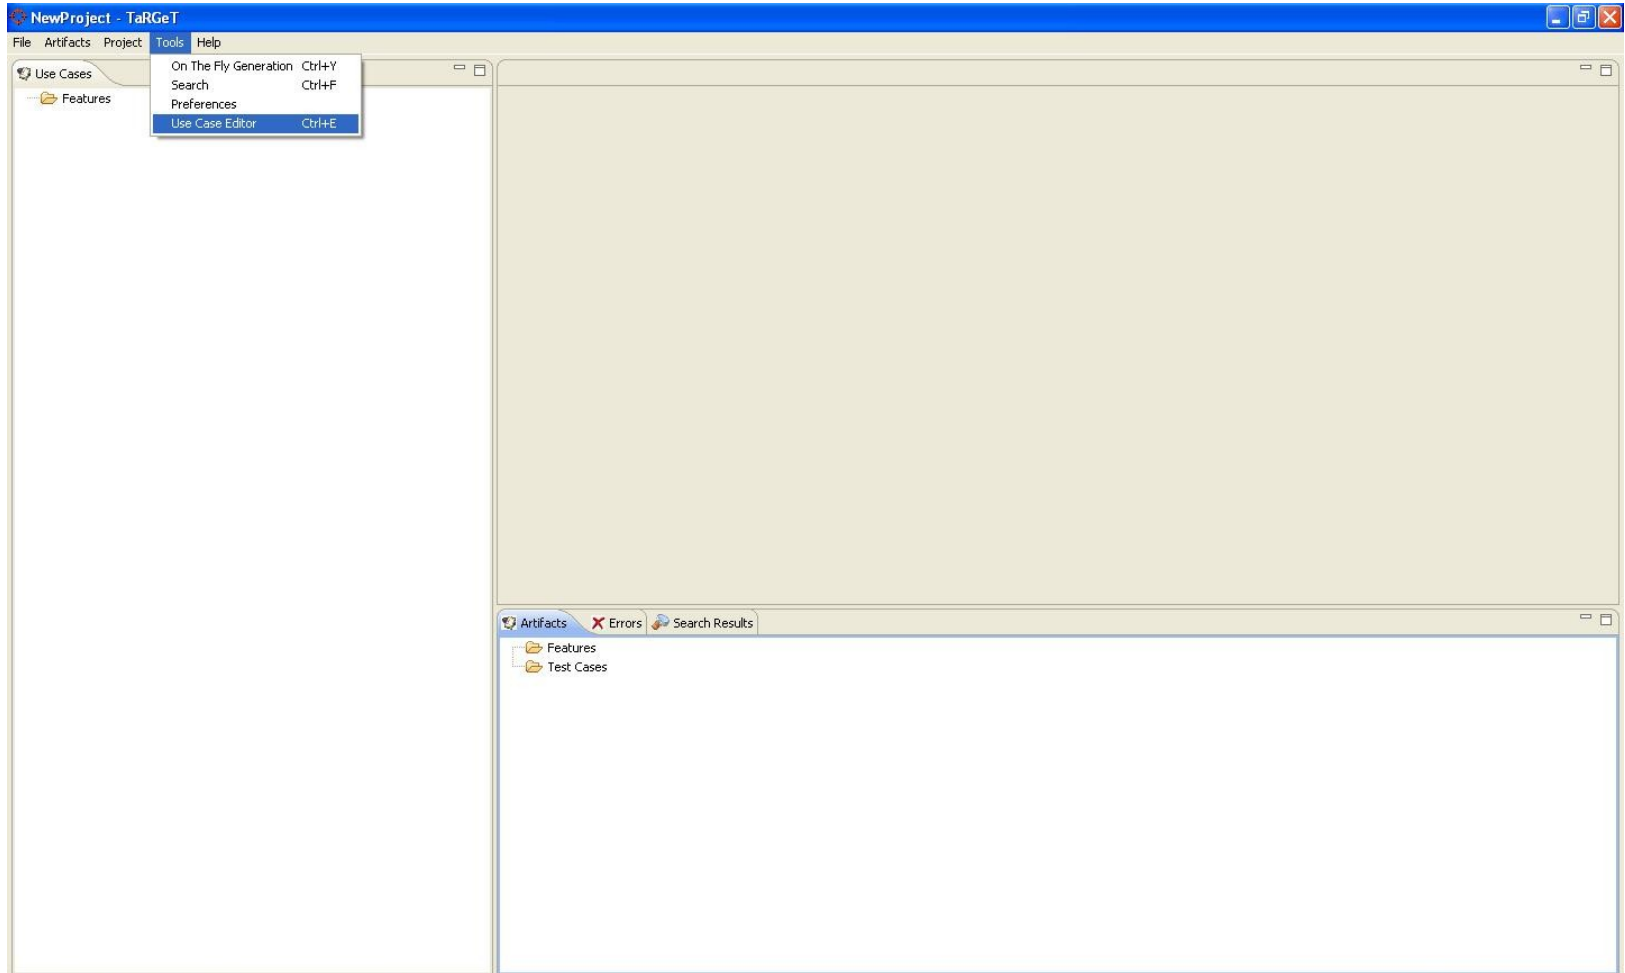 NewProject - TaRGeT
File Artifacts Project Tools Help
Use Cases
Features
On The Fly Generation Ctrl+Y
Search Ctrl+F
Preferences
Use Case Editor Ctrl+E
Artifacts Errors Search Results
Features
Test Cases